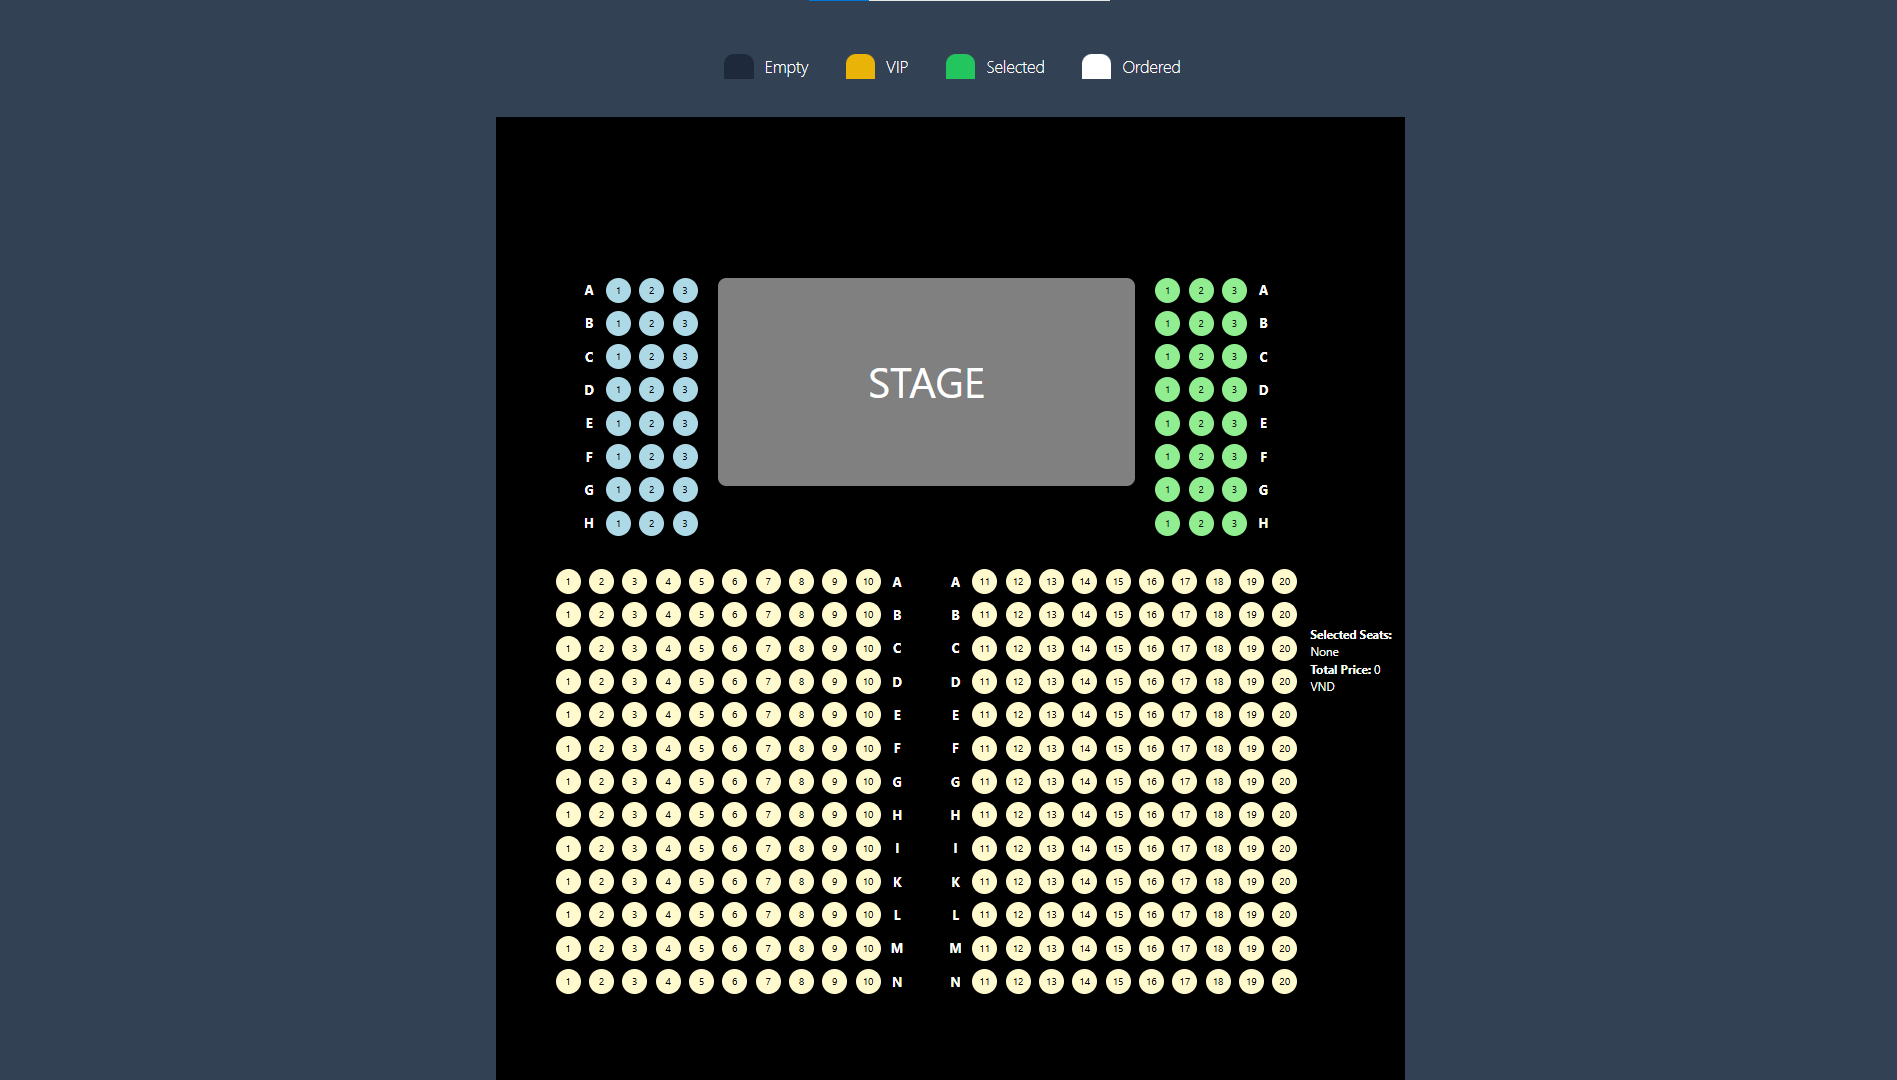 Empty VIP Selected Ordered
A 1 2 3 1 2 3 A
B 1 2 3 1 2 3 B
C 1 2 3 1 2 3 C
STAGE
D 1 2 3 1 2 3 D
E 1 2 3 1 2 3 E
F 1 2 3 1 2 3 F
G 1 2 3 1 2 3 G
H 1 2 3 1 2 3 H
1 2 3 4 5 6 7 8 9 10 A A 11 12 13 14 15 16 17 18 19 20
1 2 3 4 5 6 7 8 9 10 B B 11 12 13 14 15 16 17 18 19 20
1 2 3 4 5 6 7 8 9 10 C C 11 12 13 14 15 16 17 18 19 20
1 2 3 4 5 6 7 8 9 10 D D 11 12 13 14 15 16 17 18 19 20
1 2 3 4 5 6 7 8 9 10 E E 11 12 13 14 15 16 17 18 19 20
1 2 3 4 5 6 7 8 9 10 F F 11 12 13 14 15 16 17 18 19 20
1 2 3 4 5 6 7 8 9 10 G G 11 12 13 14 15 16 17 18 19 20
1 2 3 4 5 6 7 8 9 10 H H 11 12 13 14 15 16 17 18 19 20
1 2 3 4 5 6 7 8 9 10 I I 11 12 13 14 15 16 17 18 19 20
1 2 3 4 5 6 7 8 9 10 K K 11 12 13 14 15 16 17 18 19 20
1 2 3 4 5 6 7 8 9 10 L L 11 12 13 14 15 16 17 18 19 20
1 2 3 4 5 6 7 8 9 10 M M 11 12 13 14 15 16 17 18 19 20
1 2 3 4 5 6 7 8 9 10 N N 11 12 13 14 15 16 17 18 19 20
Selected Seats:
None
Total Price: 0
VND